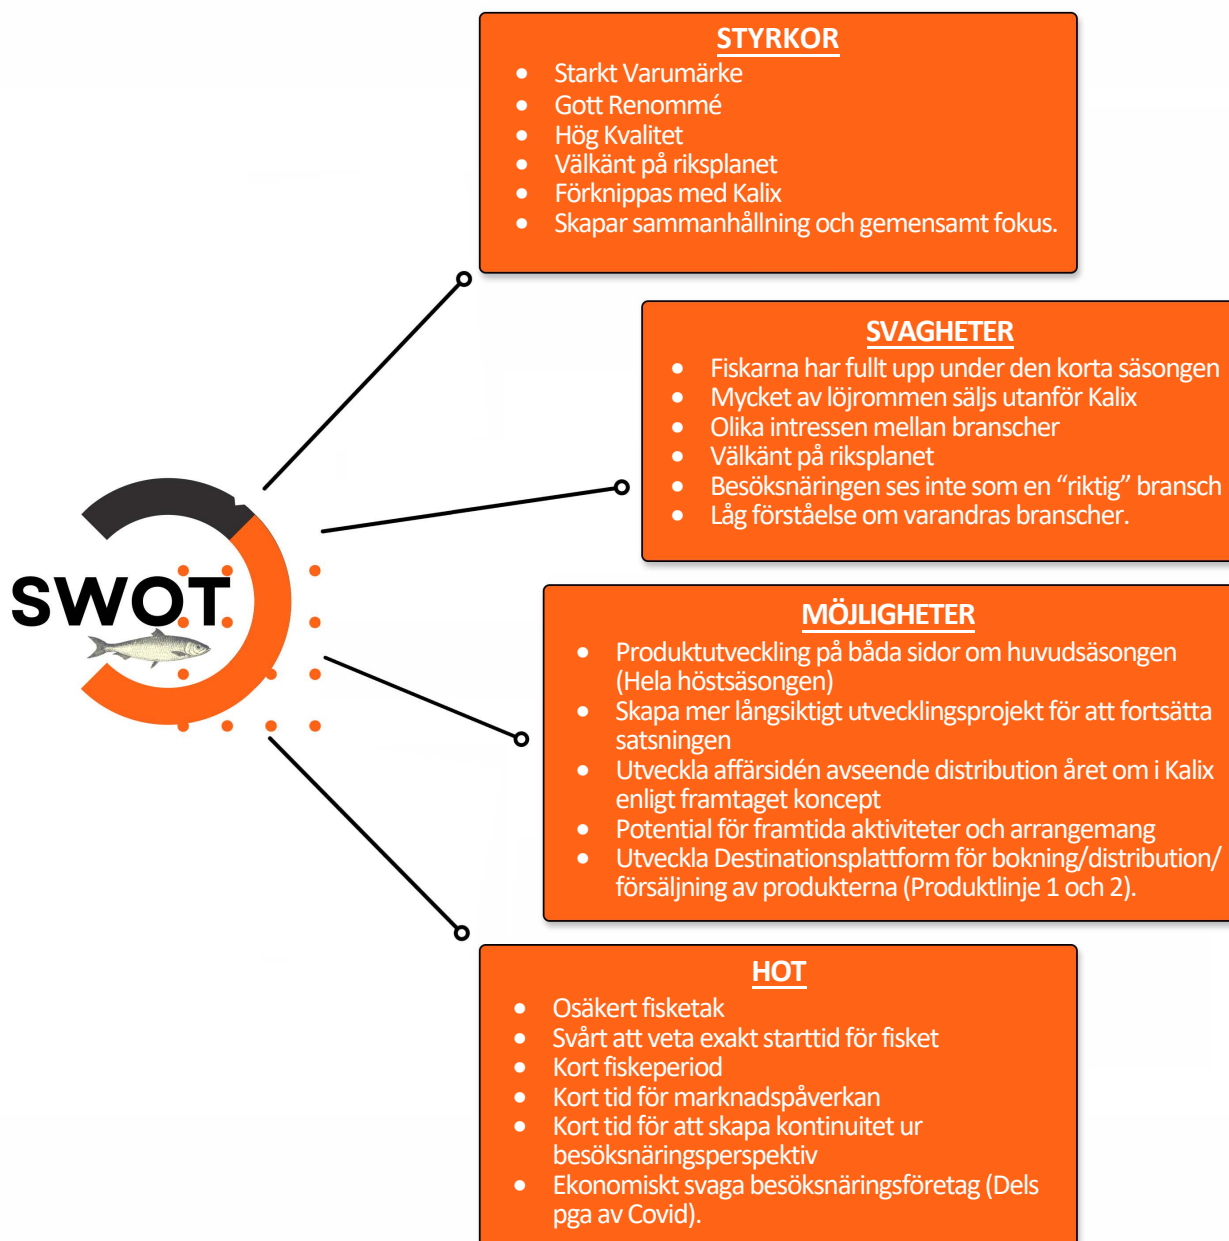 STYRKOR
• Starkt Varumärke
• Gott Renommé
• Hög Kvalitet
• Välkänt på riksplanet
• Förknippas med Kalix
• Skapar sammanhållning och gemensamt fokus.
SVAGHETER
• Fiskarna har fullt upp under den korta säsongen
• Mycket av löjrommen säljs utanför Kalix
• Olika intressen mellan branscher
• Välkänt på riksplanet
• Besöksnäringen ses inte som en “riktig” bransch
• Låg förståelse om varandras branscher.
SWOT
MÖJLIGHETER
• Produktutveckling på båda sidor om huvudsäsongen
(Hela höstsäsongen)
• Skapa mer långsiktigt utvecklingsprojekt för att fortsätta
satsningen
• Utveckla affärsidén avseende distribution året om i Kalix
enligt framtaget koncept
• Potential för framtida aktiviteter och arrangemang
• Utveckla Destinationsplattform för bokning/distribution/
försäljning av produkterna (Produktlinje 1 och 2).
HOT
• Osäkert fisketak
• Svårt att veta exakt starttid för fisket
• Kort fiskeperiod
• Kort tid för marknadspåverkan
• Kort tid för att skapa kontinuitet ur
besöksnäringsperspektiv
• Ekonomiskt svaga besöksnäringsföretag (Dels
pga av Covid).